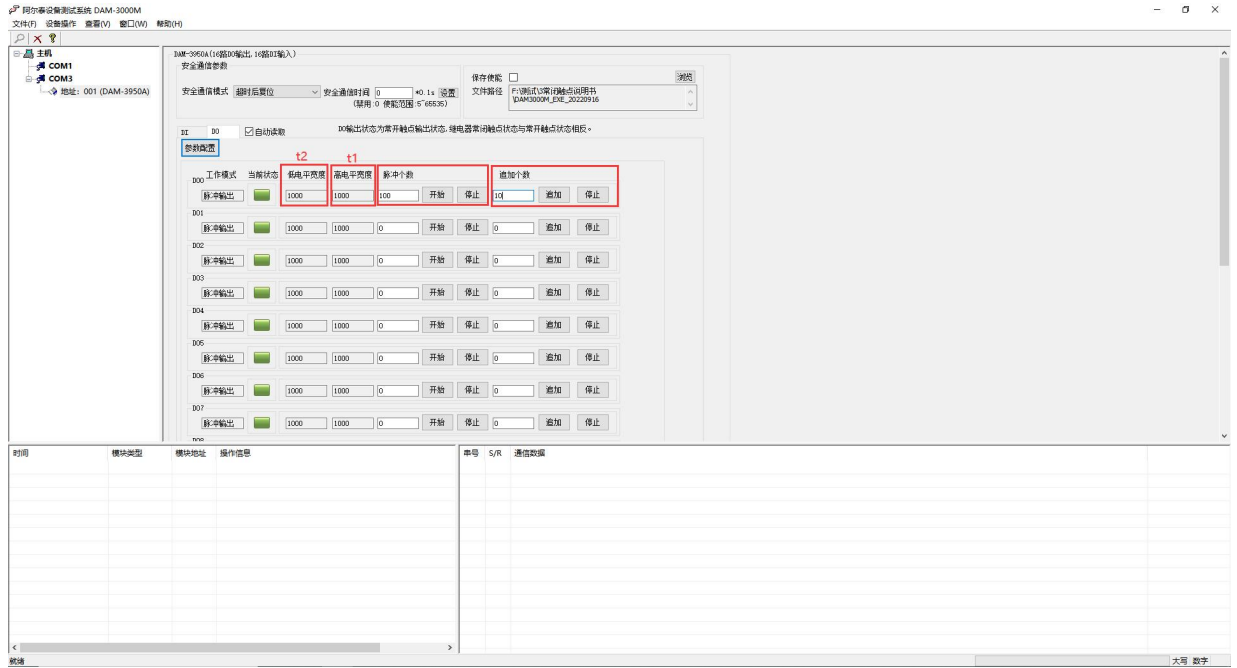 阿尔泰设备测试系统 DAM-3000M
文件(F) 设备操作 查看(V) 窗口(W) 帮助(H)
主机
COM1
COM3
地址: 001 (DAM-3950A)
DAM-3950A(16路DO输出,16路DI输入)
安全通信参数
安全通信模式 超时后复位 安全通信时间 0 *0.1s 设置
(禁用:0 使能范围:5~65535)
保存使能 浏览
文件路径 F:\测试\3常闭触点说明书
\DAM3000M_EXE_20220916
DI DO 自动读取 DO输出状态为常开触点输出状态,继电器常闭触点状态与常开触点状态相反。
参数配置
t2 t1
DO0 工作模式 当前状态 低电平宽度 高电平宽度 脉冲个数 追加个数
脉冲输出 1000 1000 100 开始 停止 10 追加 停止
DO1
脉冲输出 1000 1000 0 开始 停止 0 追加 停止
DO2
脉冲输出 1000 1000 0 开始 停止 0 追加 停止
DO3
脉冲输出 1000 1000 0 开始 停止 0 追加 停止
DO4
脉冲输出 1000 1000 0 开始 停止 0 追加 停止
DO5
脉冲输出 1000 1000 0 开始 停止 0 追加 停止
DO6
脉冲输出 1000 1000 0 开始 停止 0 追加 停止
DO7
脉冲输出 1000 1000 0 开始 停止 0 追加 停止
DO8
时间 模块类型 模块地址 操作信息 串号 S/R 通信数据
就绪 大写 数字